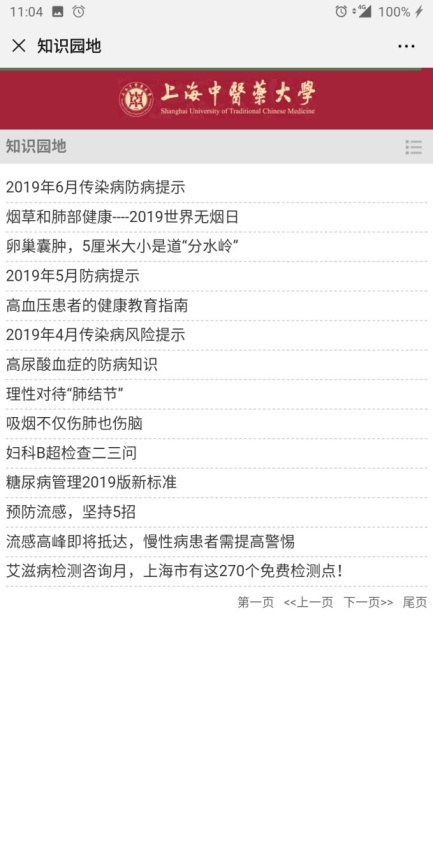 11:04
4G
100%
知识园地
上海中醫藥大學
Shanghai University of Traditional Chinese Medicine
知识园地
2019年6月传染病防病提示
烟草和肺部健康----2019世界无烟日
卵巢囊肿，5厘米大小是道“分水岭”
2019年5月防病提示
高血压患者的健康教育指南
2019年4月传染病风险提示
高尿酸血症的防病知识
理性对待“肺结节”
吸烟不仅伤肺也伤脑
妇科B超检查二三问
糖尿病管理2019版新标准
预防流感，坚持5招
流感高峰即将抵达，慢性病患者需提高警惕
艾滋病检测咨询月，上海市有这270个免费检测点！
第一页 <<上一页 下一页>> 尾页